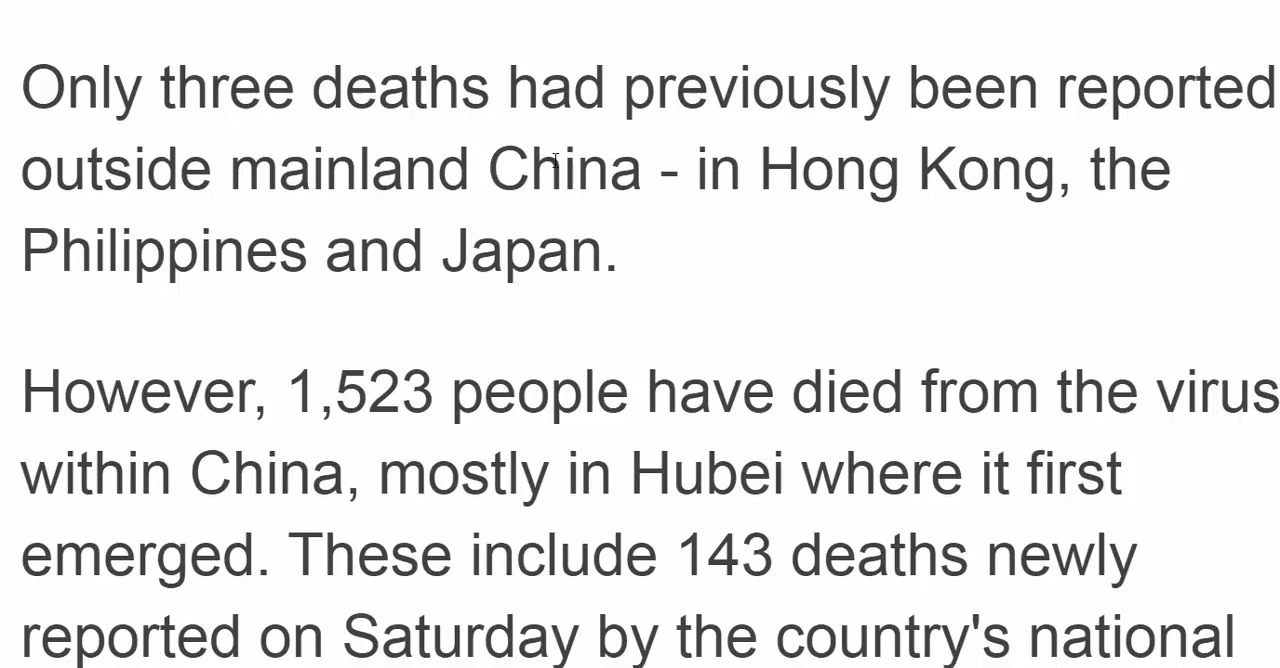 Only three deaths had previously been reported
outside mainland China - in Hong Kong, the
Philippines and Japan.
However, 1,523 people have died from the virus
within China, mostly in Hubei where it first
emerged. These include 143 deaths newly
reported on Saturday by the country's national